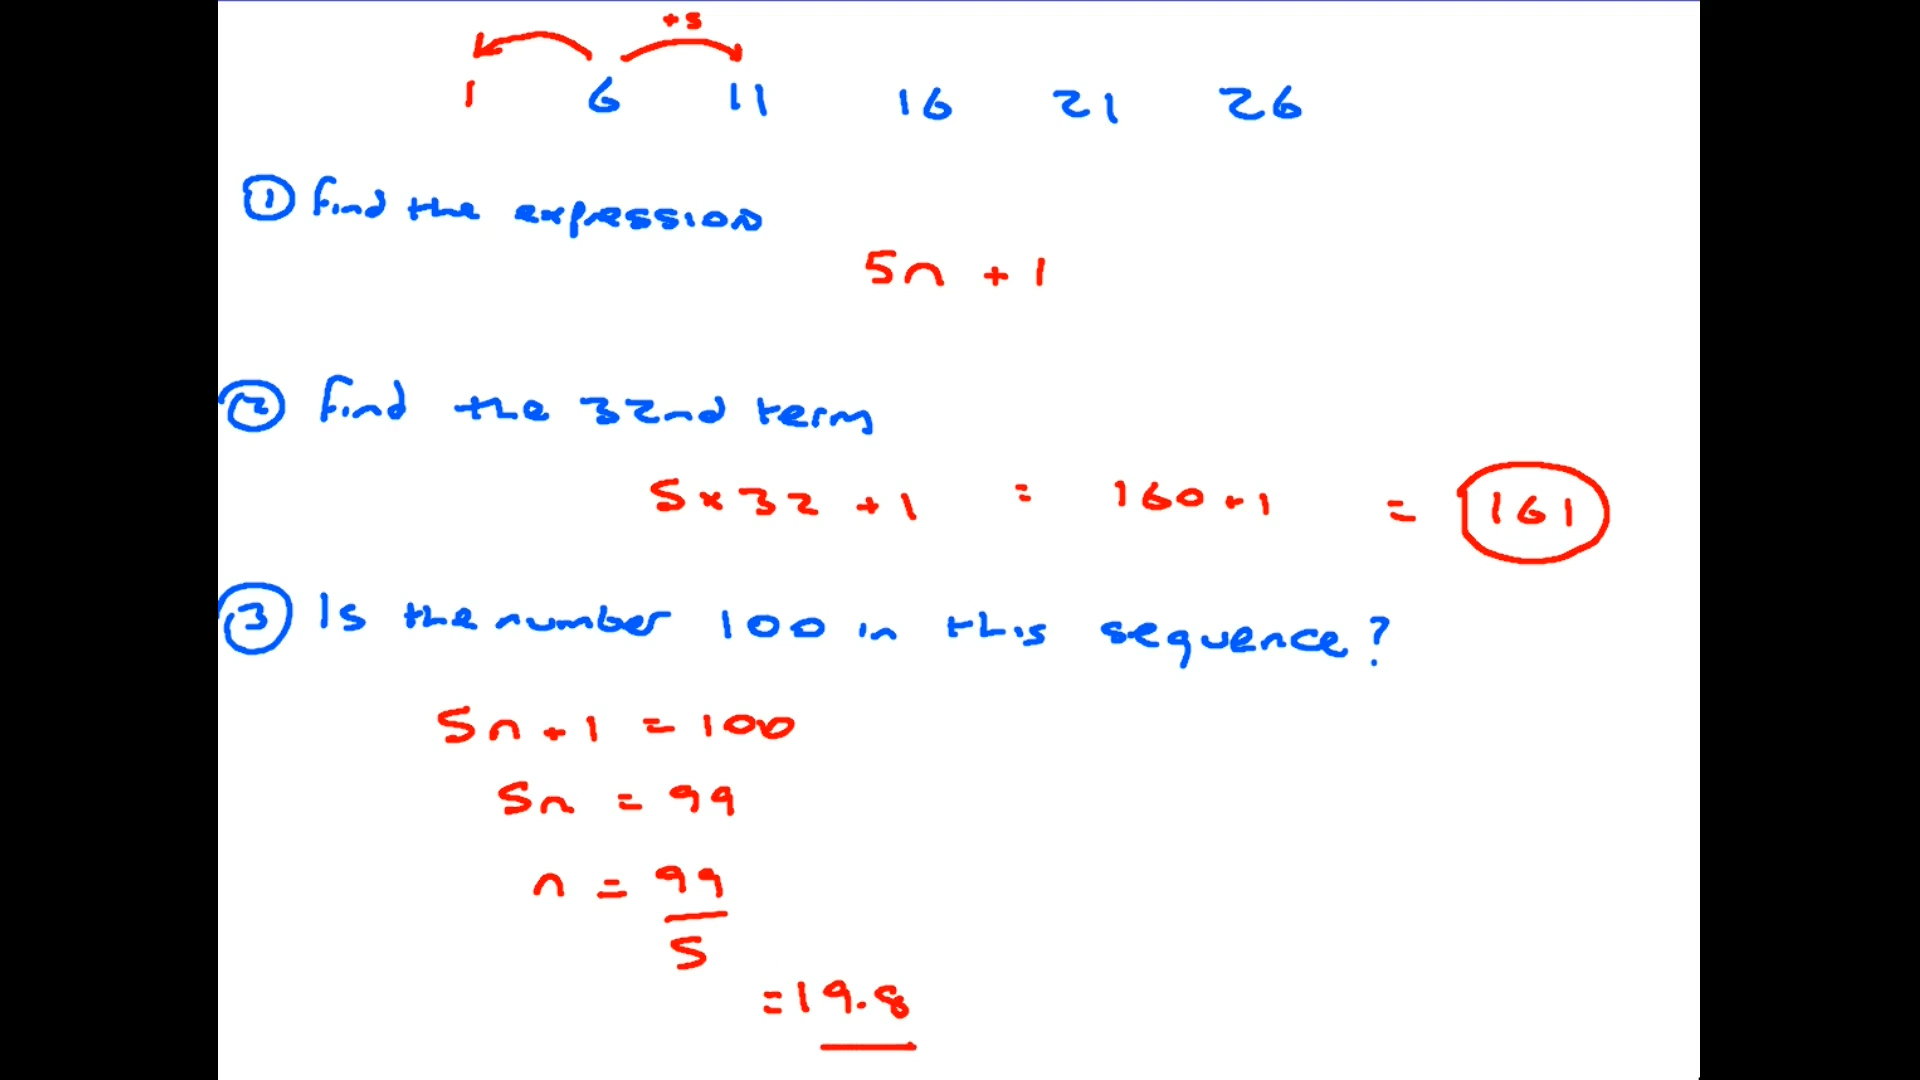 +5
1 6 11 16 21 26
① find the expression
5n + 1
② find the 32nd term
5 × 32 + 1 = 160 + 1 = 161
③ Is the number 100 in this sequence?
5n + 1 = 100
5n = 99
n = 99
5
= 19.8